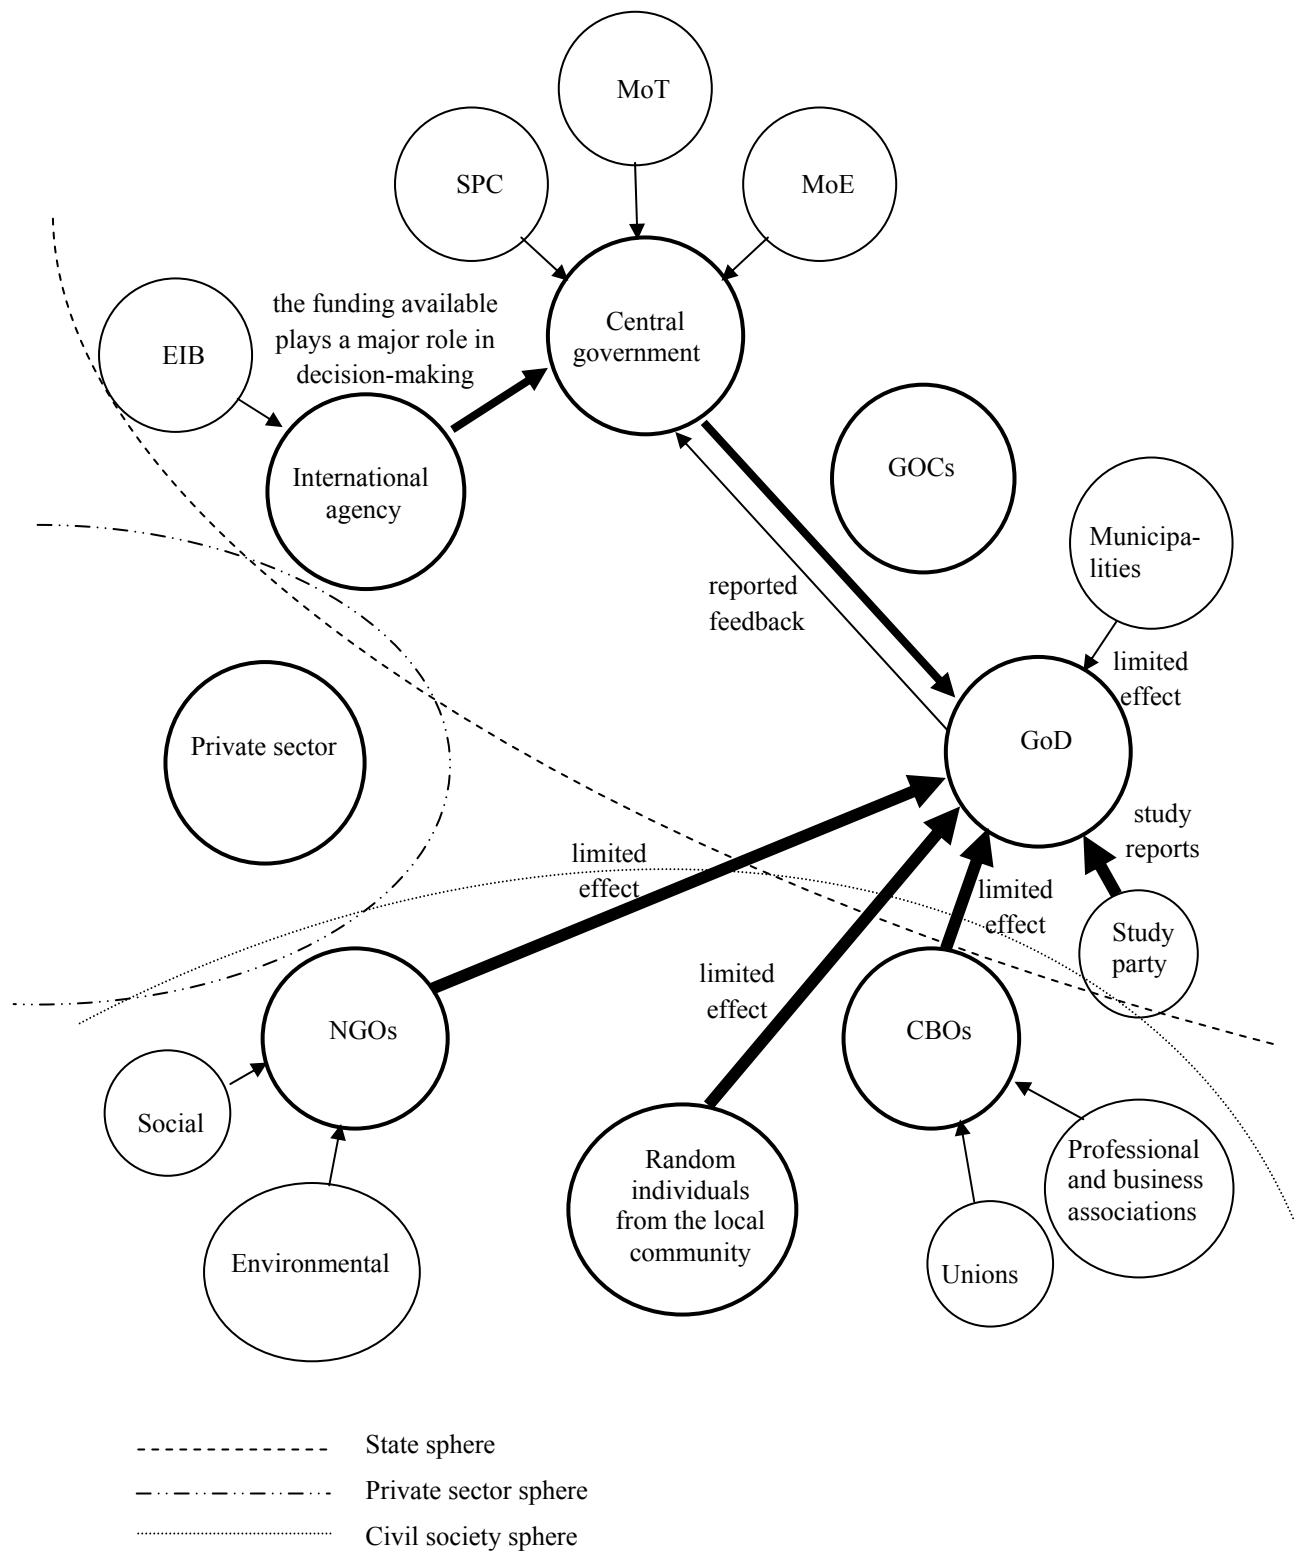 MoT
SPC
MoE
the funding available
plays a major role in
decision-making
EIB
Central
government
International
agency
GOCs
Municipa-
lities
reported
feedback
limited
effect
GoD
Private sector
study
reports
limited
effect
limited
effect
Study
party
limited
effect
NGOs
CBOs
Social
Environmental
Random
individuals
from the local
community
Professional
and business
associations
Unions
State sphere
Private sector sphere
Civil society sphere